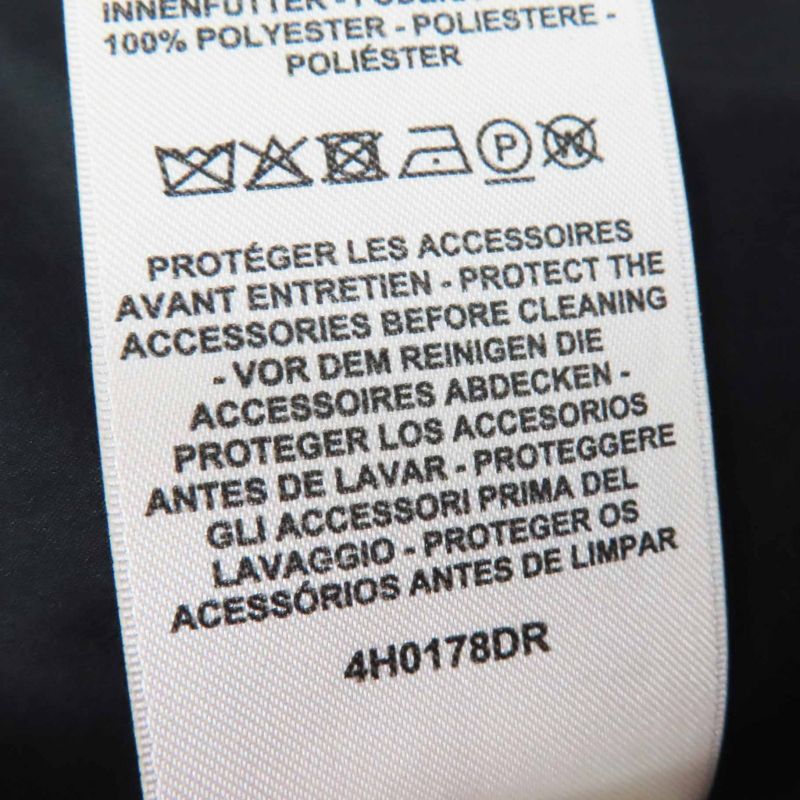 INNENFUTTER -
100% POLYESTER - POLIESTERE -
POLIÉSTER
P W
PROTÉGER LES ACCESSOIRES
AVANT ENTRETIEN - PROTECT THE
ACCESSORIES BEFORE CLEANING
- VOR DEM REINIGEN DIE
ACCESSOIRES ABDECKEN -
PROTEGER LOS ACCESORIOS
ANTES DE LAVAR - PROTEGGERE
GLI ACCESSORI PRIMA DEL
LAVAGGIO - PROTEGER OS
ACESSÓRIOS ANTES DE LIMPAR
4H0178DR